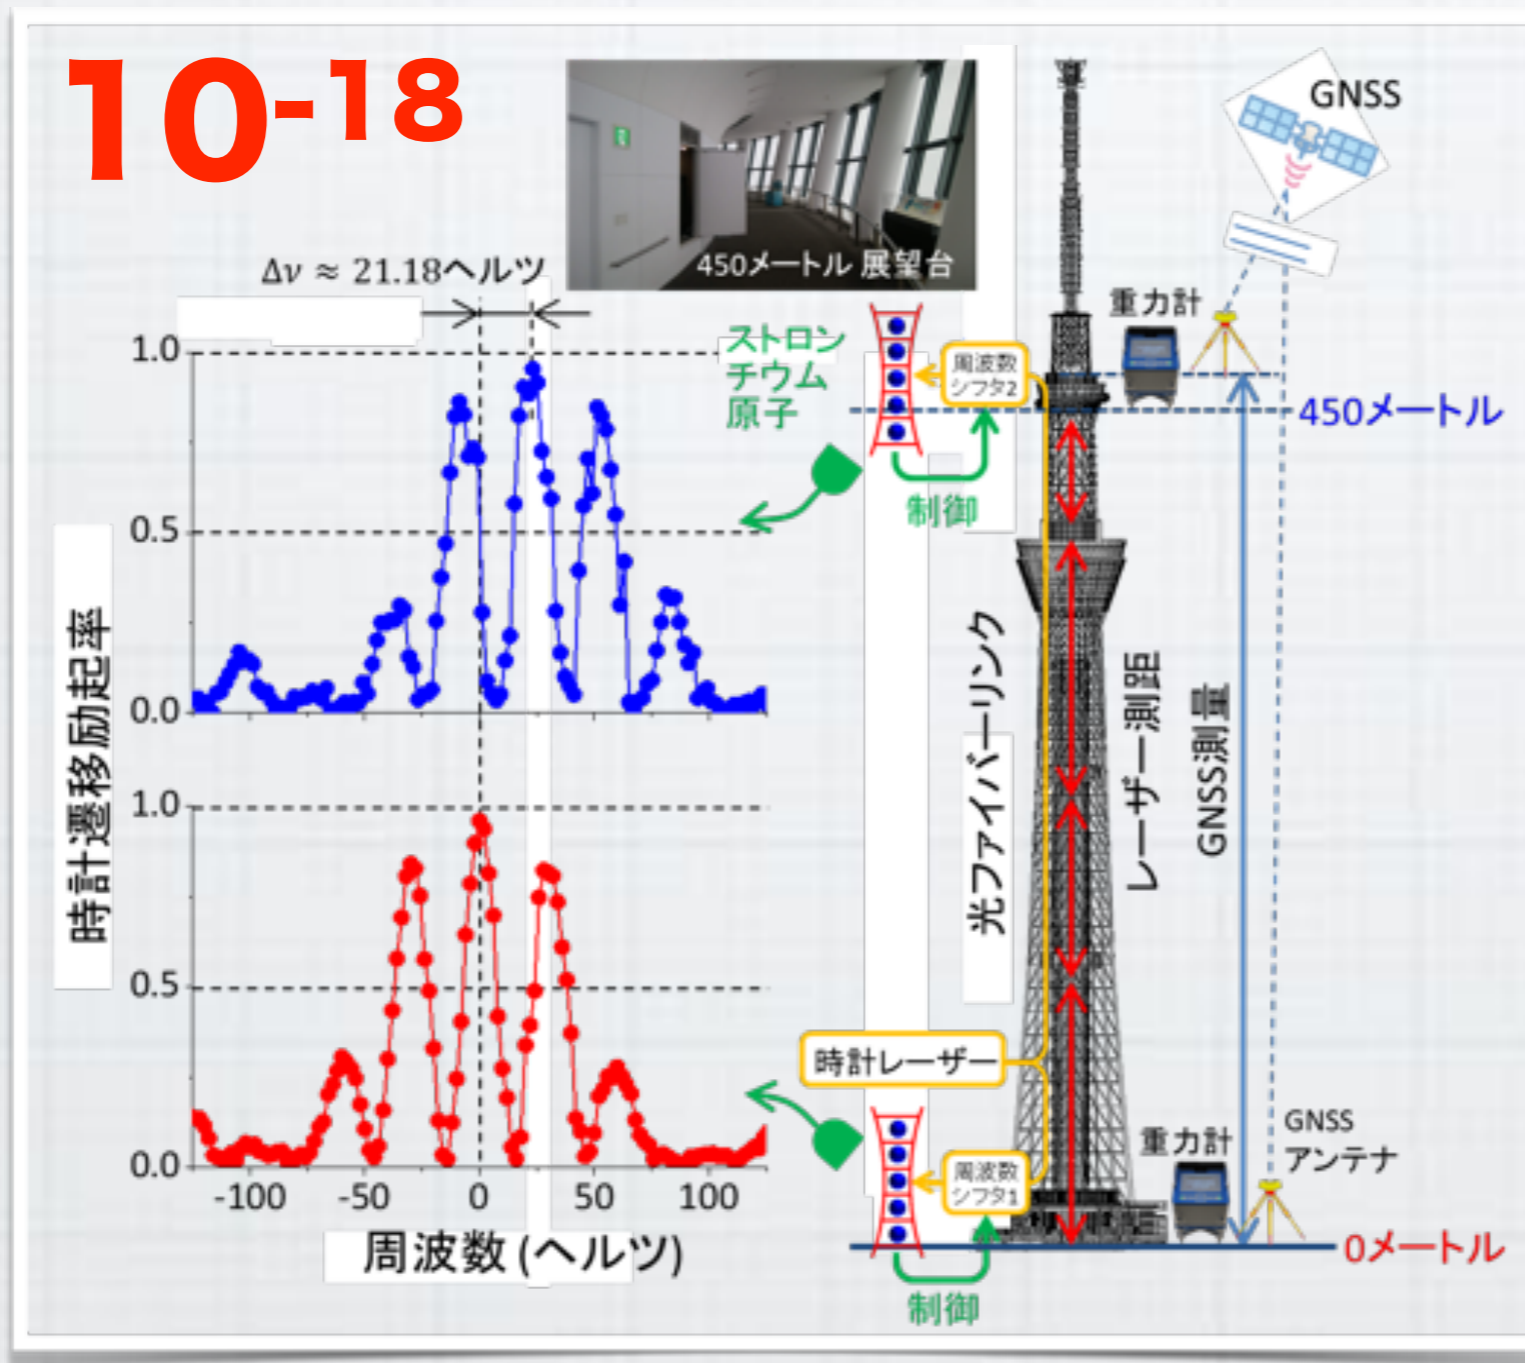 10-18
GNSS
450メートル 展望台
Δν ≈ 21.18ヘルツ
重力計
ストロン
チウム
原子
周波数
シフタ2
450メートル
制御
1.0
0.5
0.0
時計遷移励起率
光ファイバーリンク
レーザー測距
GNSS測量
1.0
0.5
0.0
時計レーザー
GNSS
アンテナ
重力計
周波数
シフタ1
-100 -50 0 50 100
周波数 (ヘルツ)
0メートル
制御